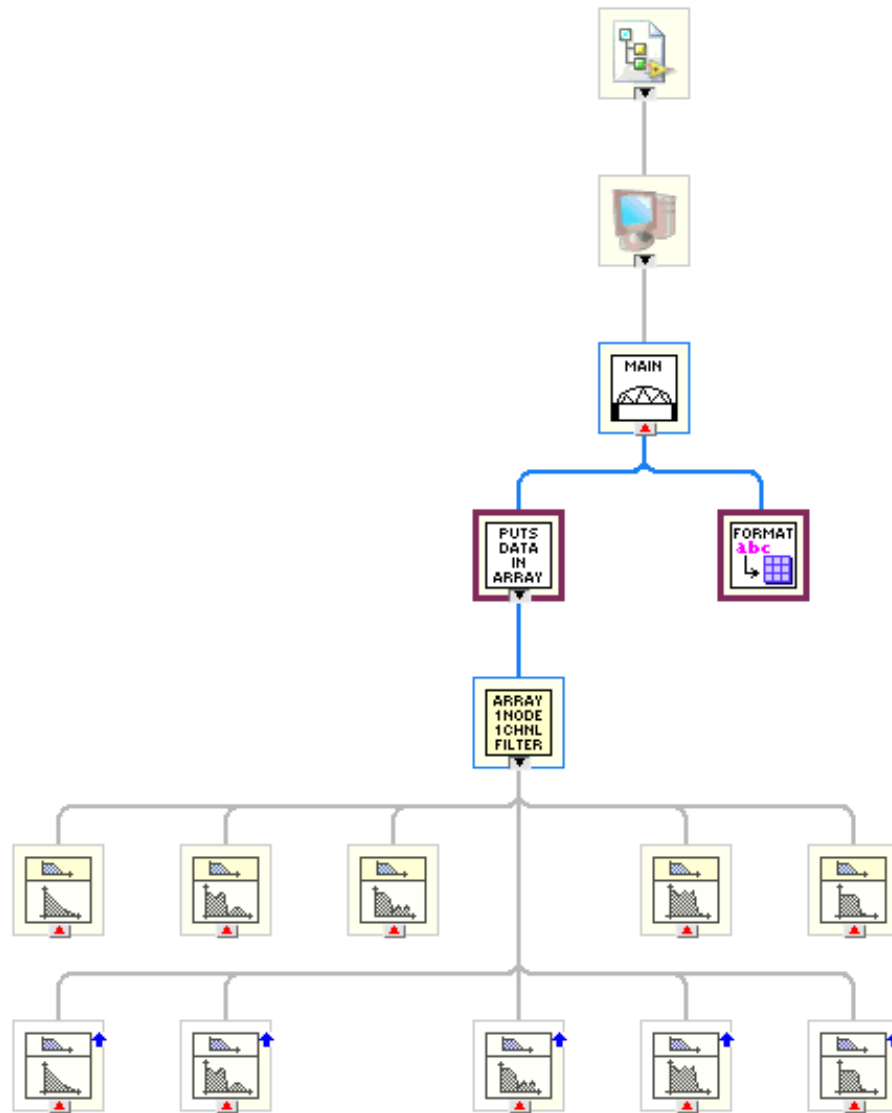 MAIN
PUTS
DATA
IN
ARRAY
FORMAT
abc
ARRAY
1NODE
1CHNL
FILTER